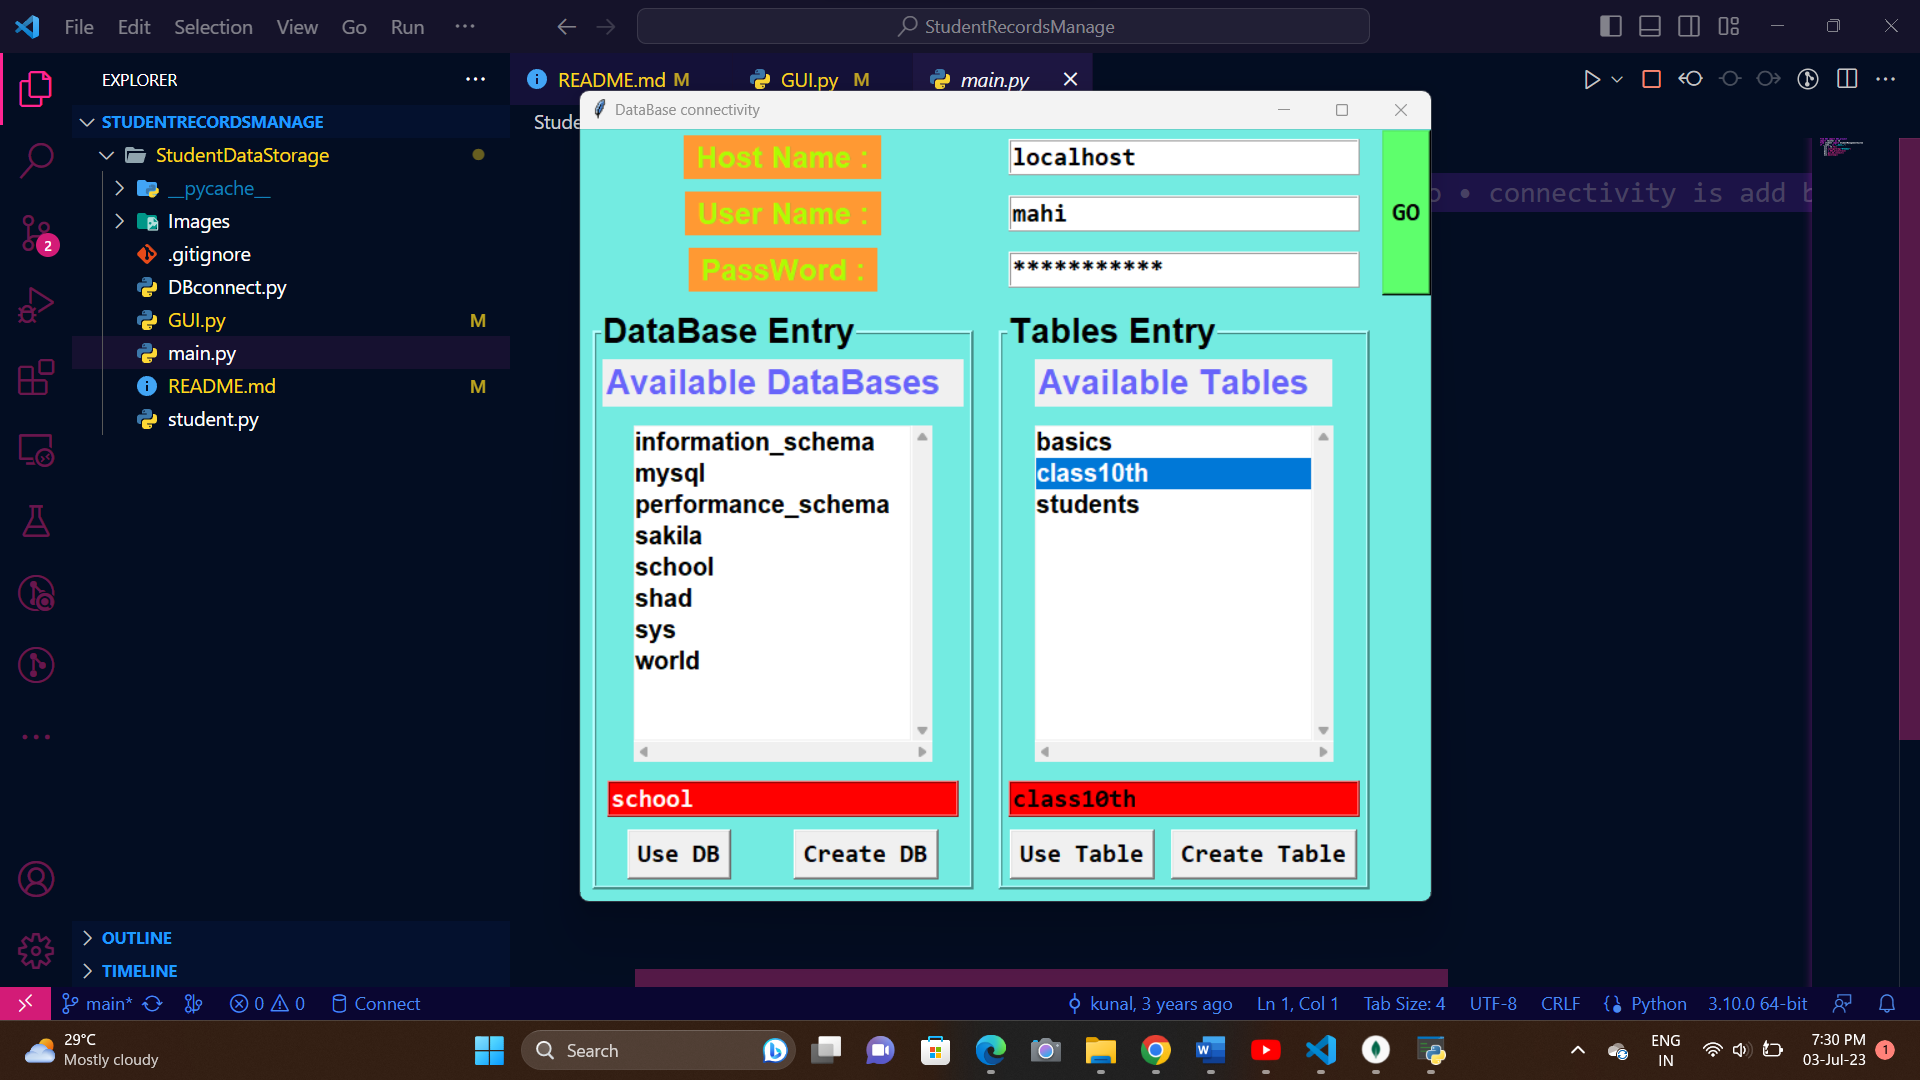 File Edit Selection View Go Run ···
StudentRecordsManage
EXPLORER
README.md M
GUI.py M
main.py
STUDENTRECORDSMANAGE
StudentDataStorage
__pycache__
Images
.gitignore
DBconnect.py
GUI.py M
main.py
README.md M
student.py
OUTLINE
TIMELINE
Stude
• connectivity is add b
DataBase connectivity
Host Name :
localhost
User Name :
mahi
PassWord :
***********
GO
DataBase Entry
Available DataBases
information_schema
mysql
performance_schema
sakila
school
shad
sys
world
school
Use DB
Create DB
Tables Entry
Available Tables
basics
class10th
students
class10th
Use Table
Create Table
2
main*
0 0
Connect
kunal, 3 years ago
Ln 1, Col 1
Tab Size: 4
UTF-8
CRLF
Python
3.10.0 64-bit
29°C
Mostly cloudy
Search
ENG
IN
7:30 PM
03-Jul-23
1